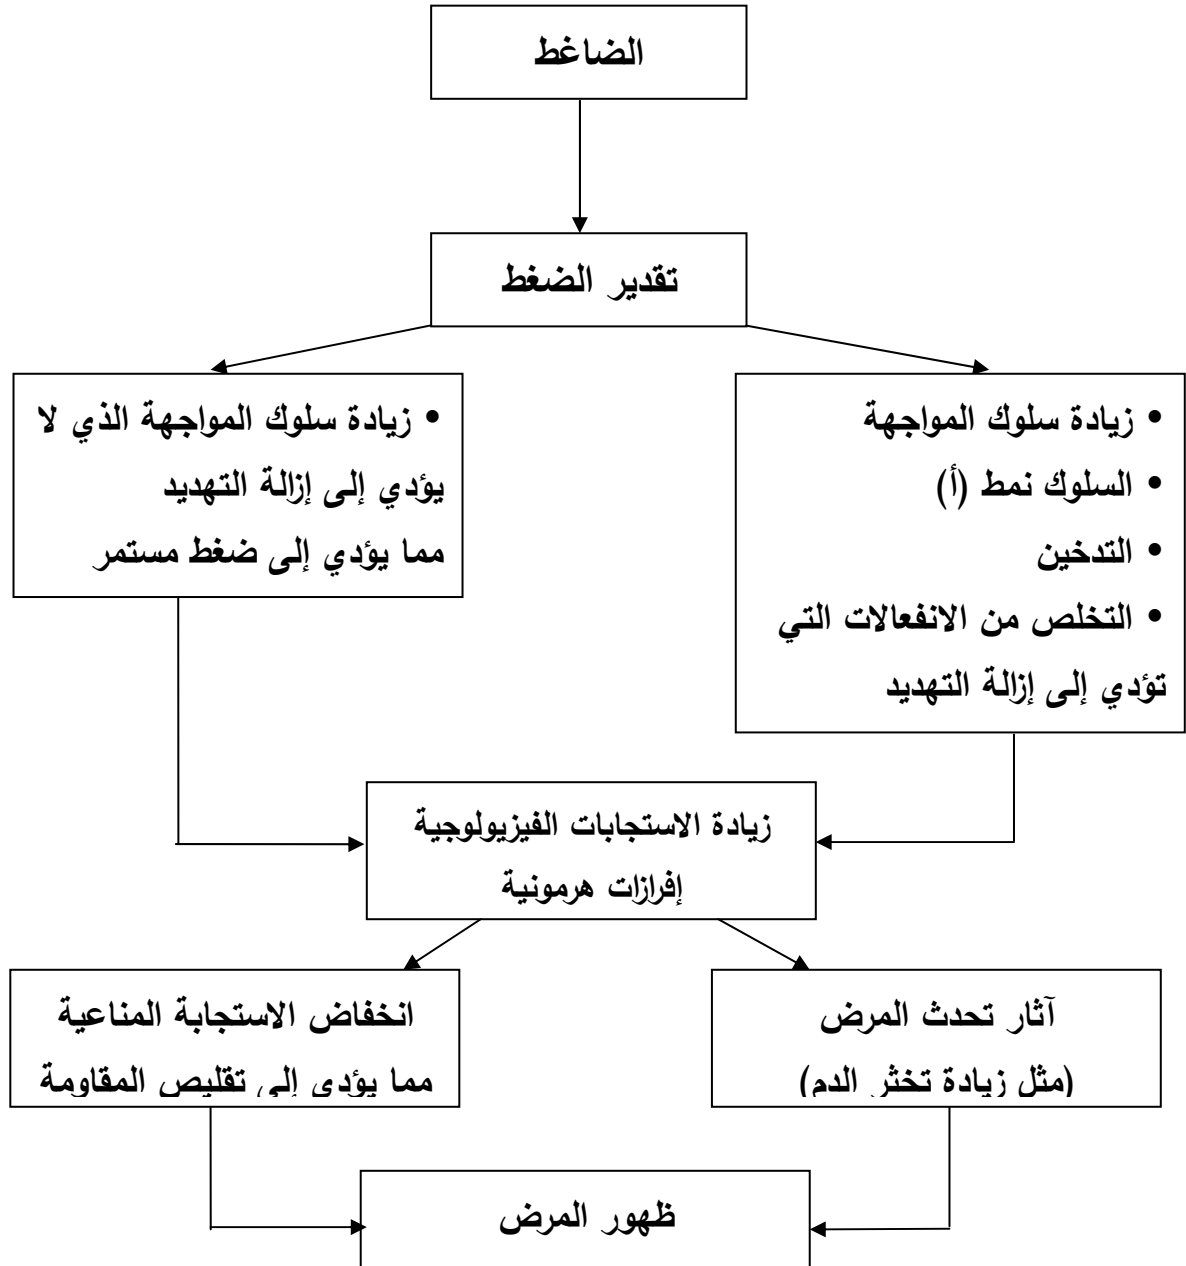 الضاغط
تقدير الضغط
• زيادة سلوك المواجهة
• السلوك نمط (أ)
• التدخين
• التخلص من الانفعالات التي
تؤدي إلى إزالة التهديد
• زيادة سلوك المواجهة الذي لا
يؤدي إلى إزالة التهديد
مما يؤدي إلى ضغط مستمر
زيادة الاستجابات الفيزيولوجية
إفرازات هرمونية
آثار تحدث المرض
(مثل زيادة تخثر الدم)
انخفاض الاستجابة المناعية
مما يؤدي إلى تقليص المقاومة
ظهور المرض